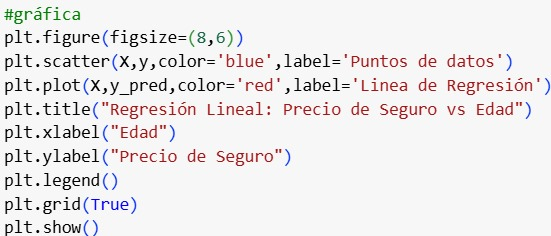 #gráfica
plt.figure(figsize=(8,6))
plt.scatter(X,y,color='blue',label='Puntos de datos')
plt.plot(X,y_pred,color='red',label='Linea de Regresión')
plt.title("Regresión Lineal: Precio de Seguro vs Edad")
plt.xlabel("Edad")
plt.ylabel("Precio de Seguro")
plt.legend()
plt.grid(True)
plt.show()